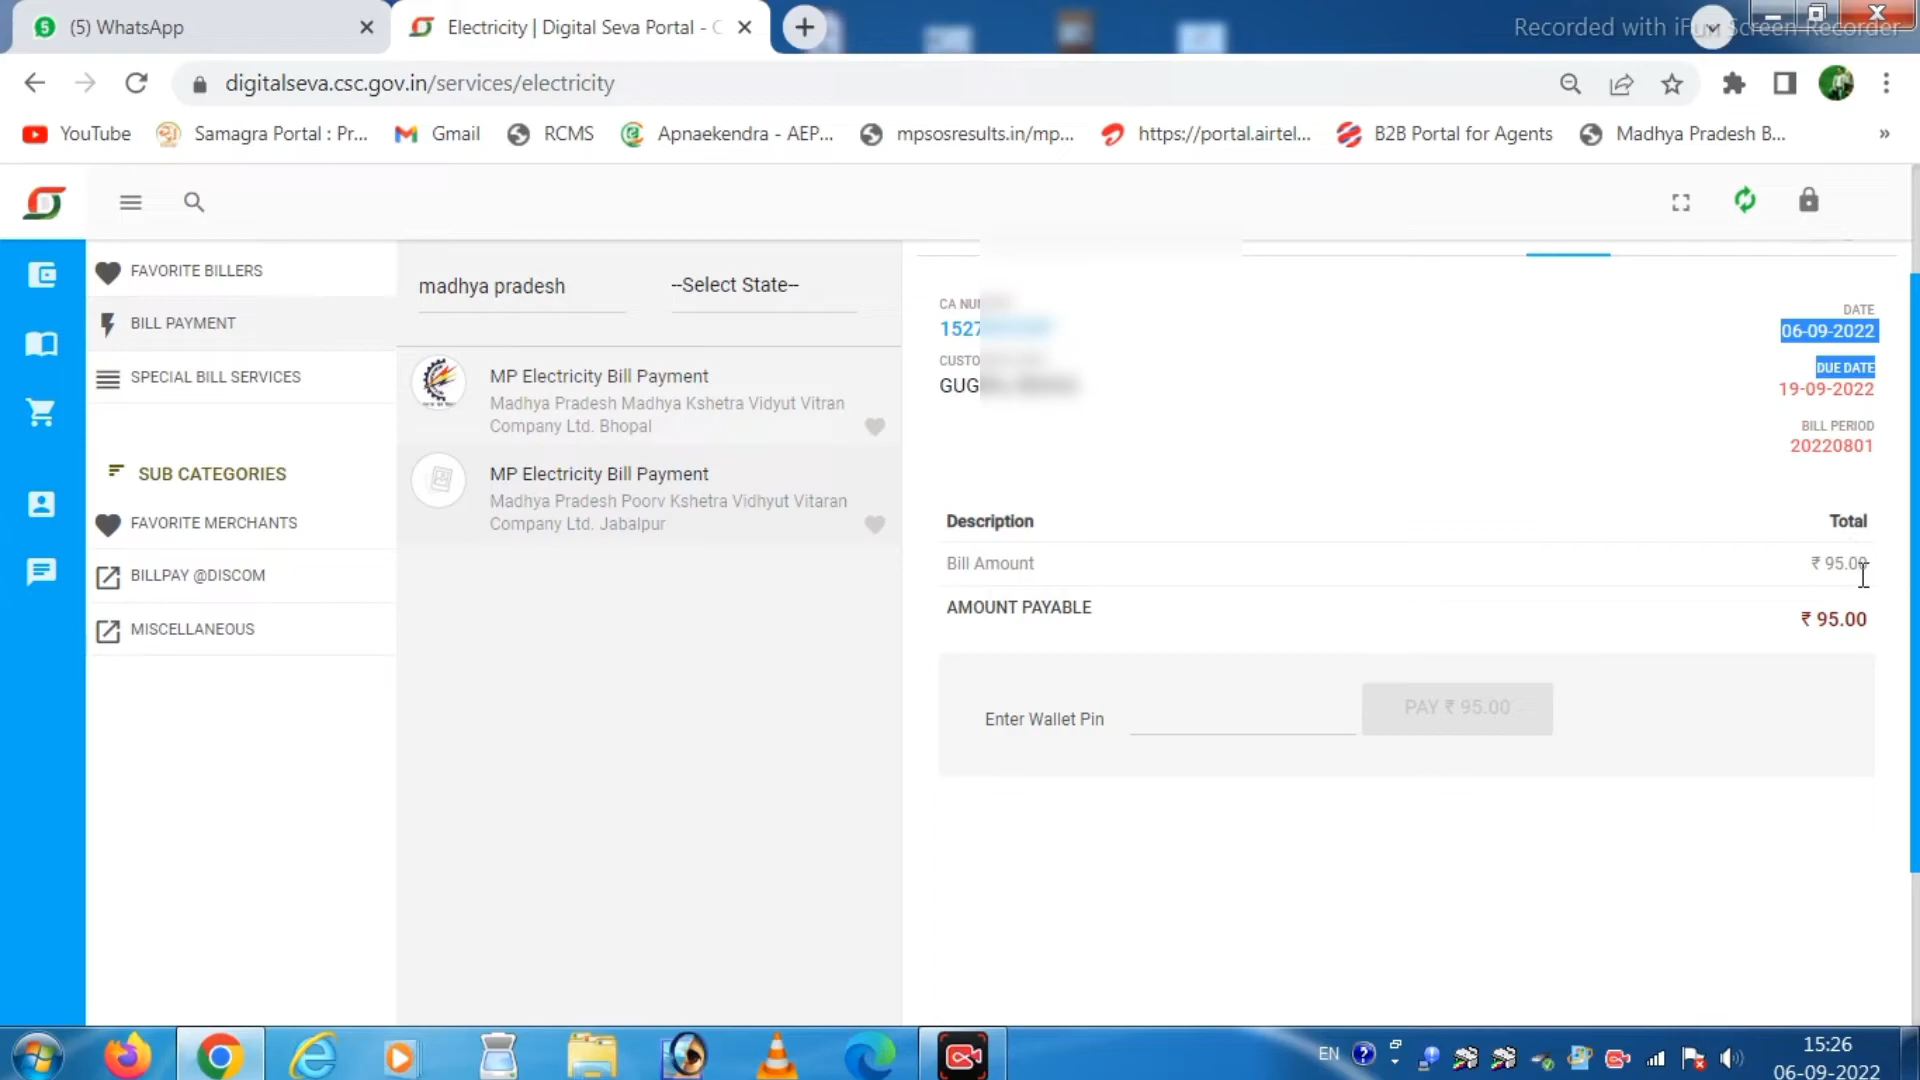 (5) WhatsApp
Electricity | Digital Seva Portal - C
Recorded with iFun Screen Recorder
digitalseva.csc.gov.in/services/electricity
YouTube
Samagra Portal : Pr...
Gmail
RCMS
Apnaekendra - AEP...
mpsosresults.in/mp...
https://portal.airtel...
B2B Portal for Agents
Madhya Pradesh B...
»
FAVORITE BILLERS
BILL PAYMENT
SPECIAL BILL SERVICES
SUB CATEGORIES
FAVORITE MERCHANTS
BILLPAY @DISCOM
MISCELLANEOUS
madhya pradesh
--Select State--
MP Electricity Bill Payment
Madhya Pradesh Madhya Kshetra Vidyut Vitran
Company Ltd. Bhopal
MP Electricity Bill Payment
Madhya Pradesh Poorv Kshetra Vidhyut Vitaran
Company Ltd. Jabalpur
CA NU
1527
CUSTO
GUG
DATE
06-09-2022
DUE DATE
19-09-2022
BILL PERIOD
20220801
Description Total
Bill Amount ₹ 95.00
AMOUNT PAYABLE ₹ 95.00
Enter Wallet Pin
PAY ₹ 95.00
EN
15:26
06-09-2022